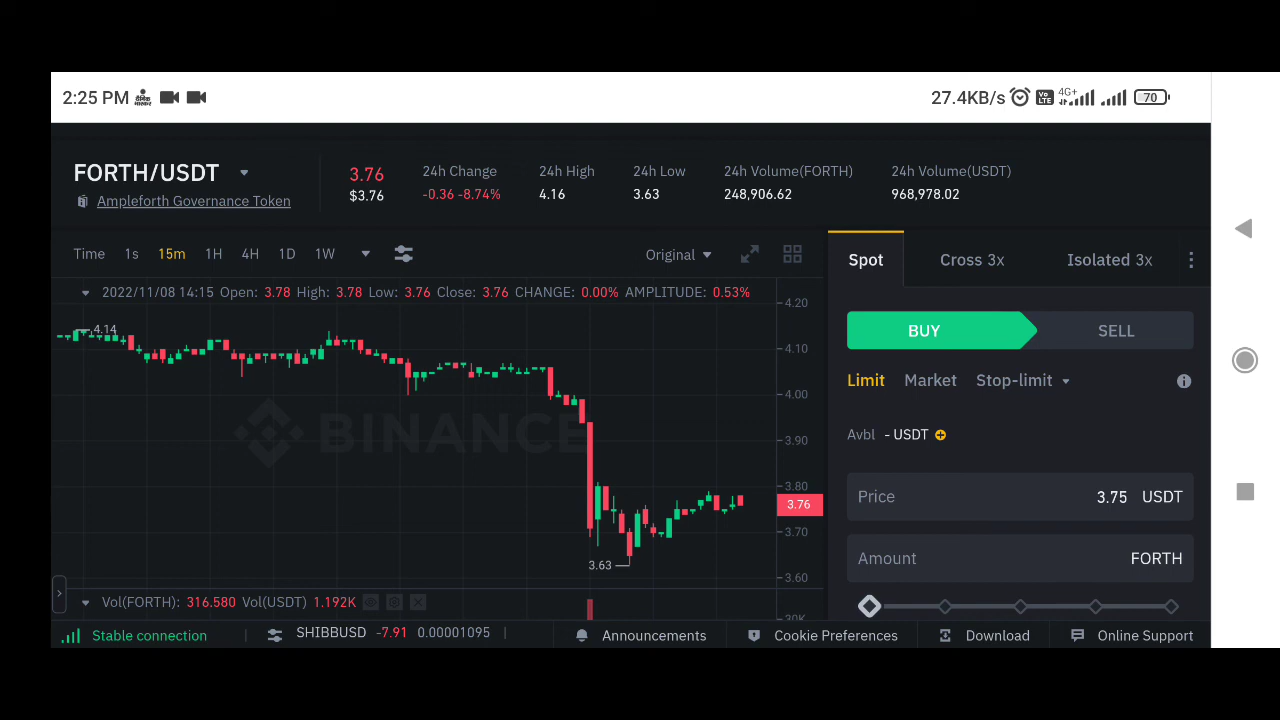 2:25 PM
27.4KB/s Vo LTE 4G+ 70
FORTH/USDT
Ampleforth Governance Token
3.76
$3.76
24h Change
-0.36 -8.74%
24h High
4.16
24h Low
3.63
24h Volume(FORTH)
248,906.62
24h Volume(USDT)
968,978.02
Time 1s 15m 1H 4H 1D 1W
Original
2022/11/08 14:15 Open: 3.78 High: 3.78 Low: 3.76 Close: 3.76 CHANGE: 0.00% AMPLITUDE: 0.53%
4.20
4.14
4.10
4.00
BINANCE
3.90
3.80
3.76
3.70
3.63
3.60
Vol(FORTH): 316.580 Vol(USDT) 1.192K
30K
Spot Cross 3x Isolated 3x
BUY SELL
Limit Market Stop-limit
Avbl - USDT
Price 3.75 USDT
Amount FORTH
Stable connection
SHIBBUSD -7.91 0.00001095
Announcements
Cookie Preferences
Download
Online Support